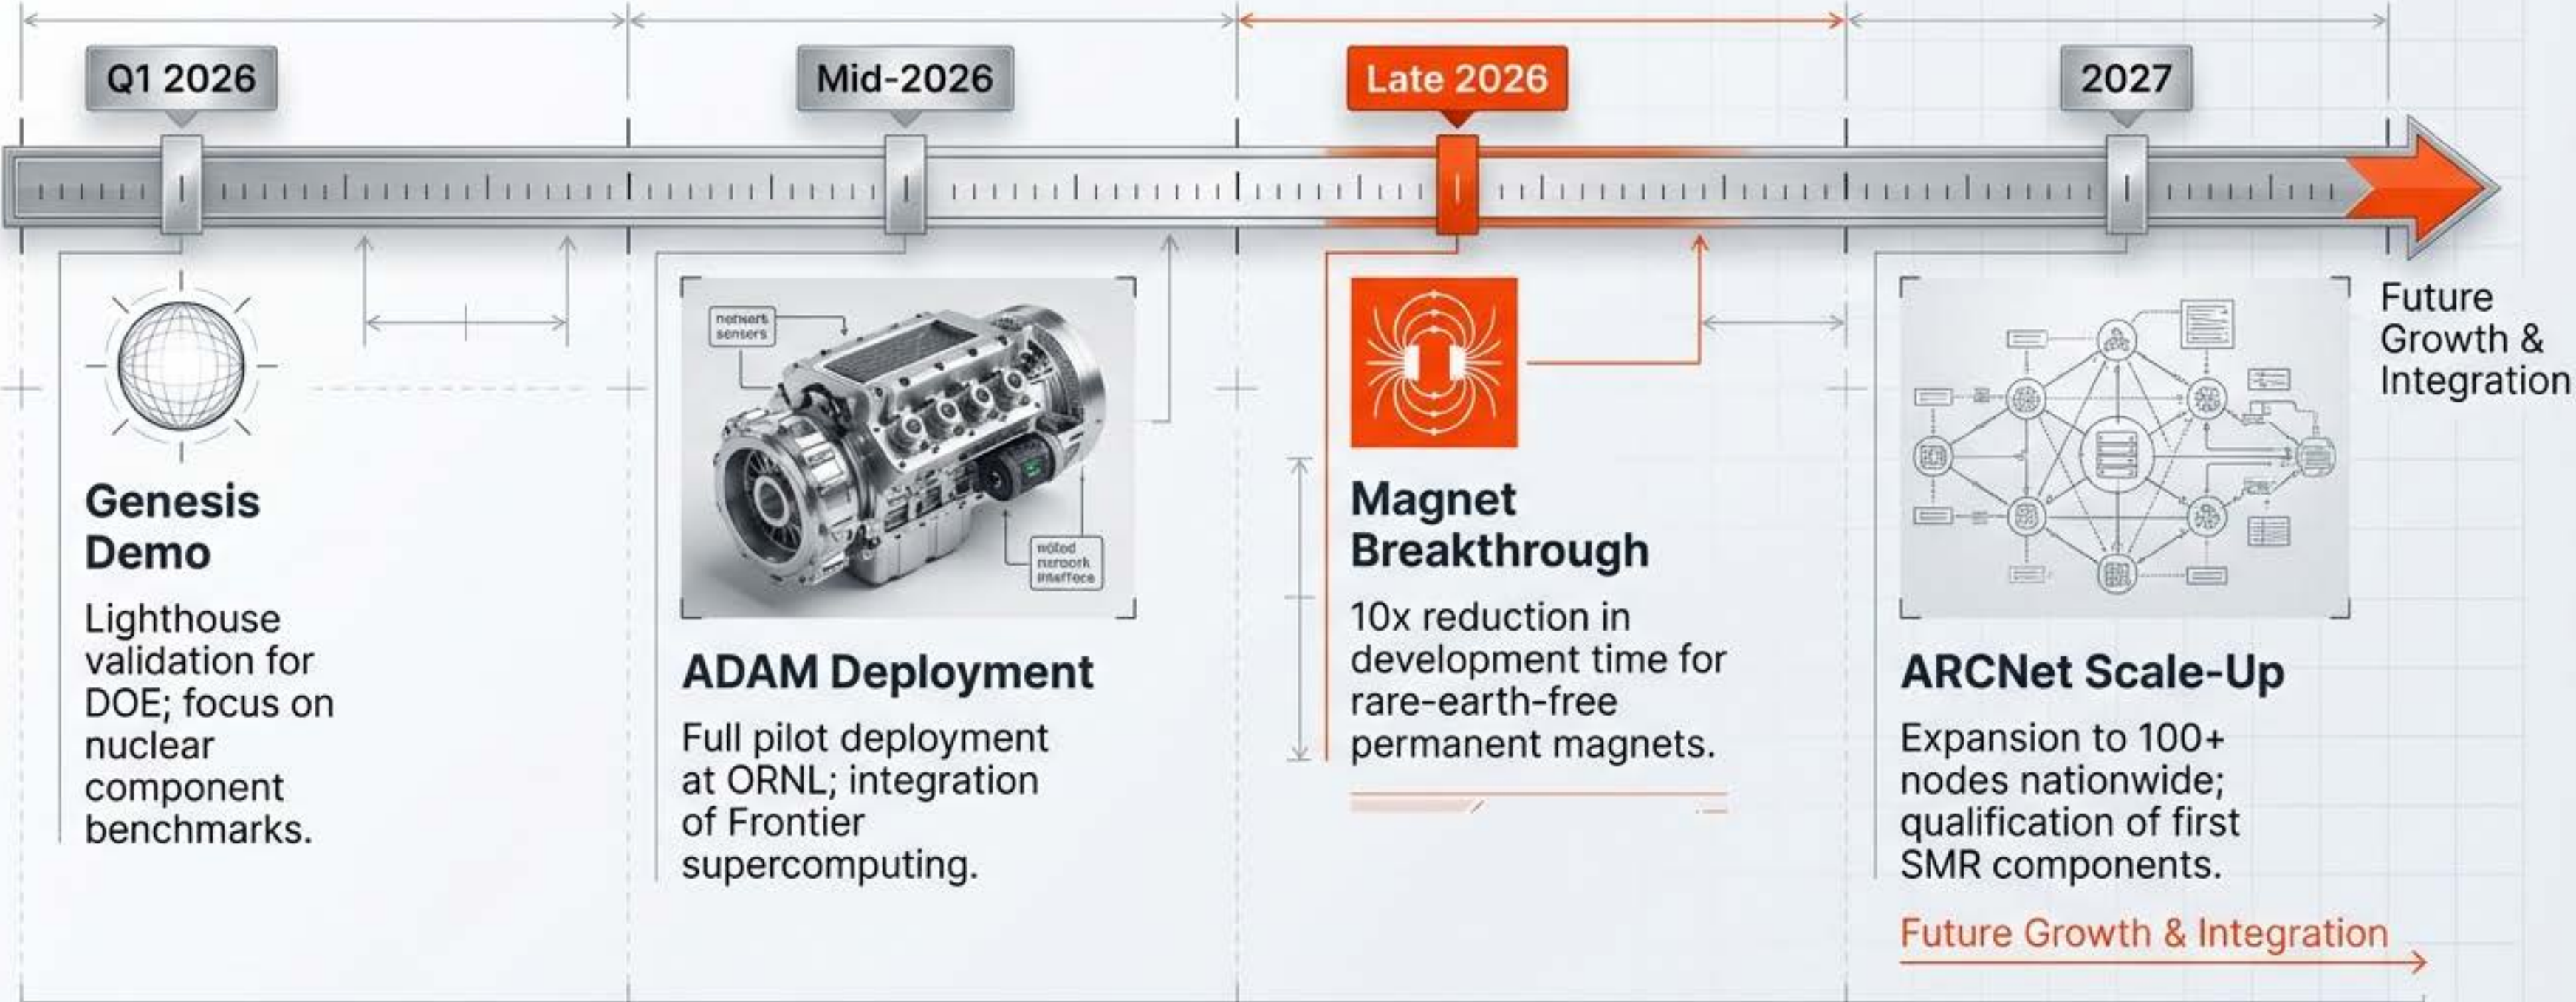 Q1 2026
Mid-2026
Late 2026
2027
Genesis
Demo
Lighthouse
validation for
DOE; focus on
nuclear
component
benchmarks.
netwert
sensers
ADAM Deployment
Full pilot deployment
at ORNL; integration
of Frontier
supercomputing.
Magnet
Breakthrough
10x reduction in
development time for
rare-earth-free
permanent magnets.
ARCNet Scale-Up
Expansion to 100+
nodes nationwide;
qualification of first
SMR components.
Future Growth & Integration
Future
Growth &
Integration